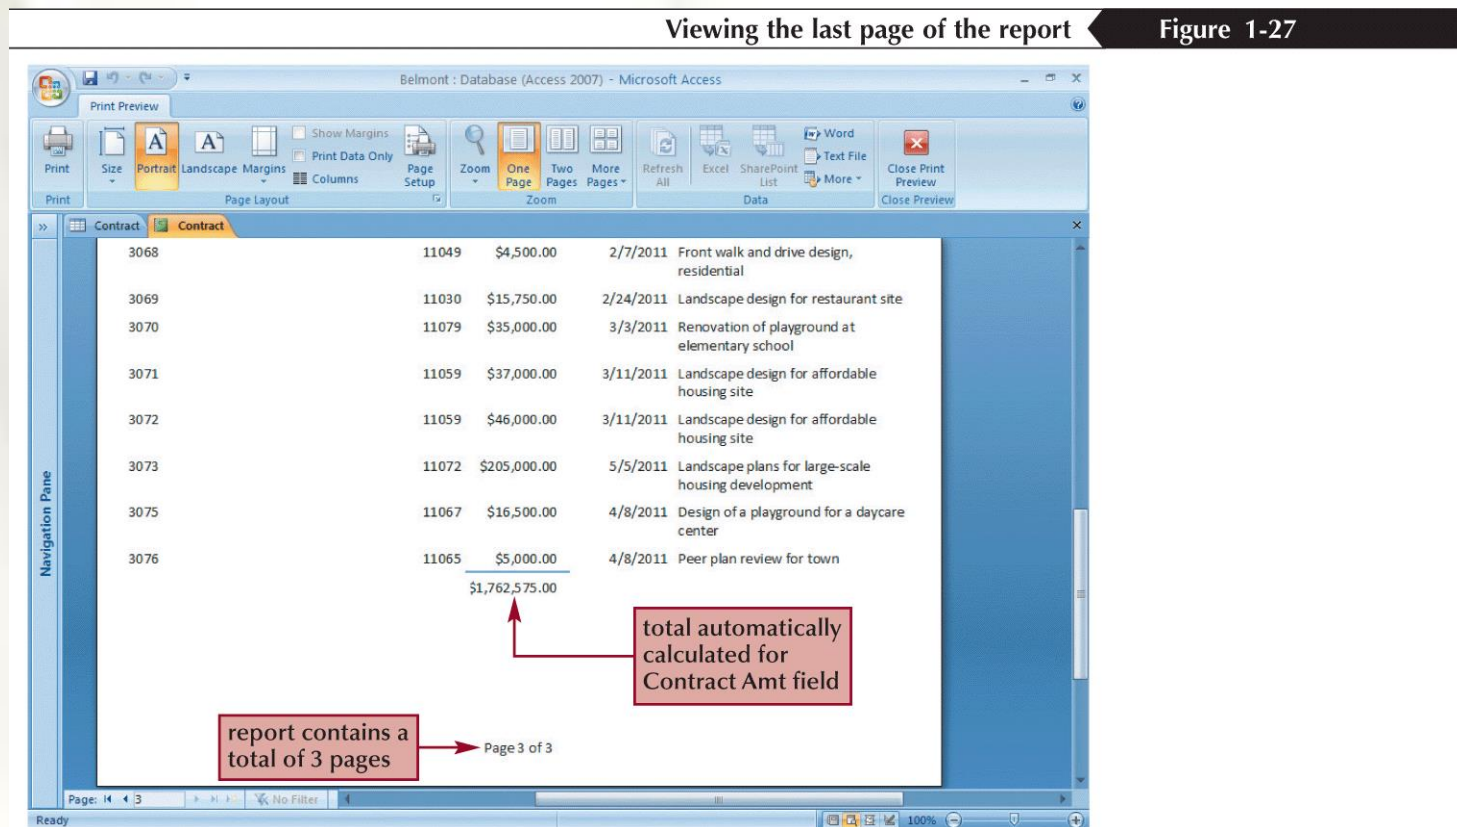 Viewing the last page of the report Figure 1-27
Belmont : Database (Access 2007) - Microsoft Access
Print Preview
Print
Size
Portrait
Landscape
Margins
Show Margins
Print Data Only
Columns
Page Setup
Zoom
One Page
Two Pages
More Pages
Refresh All
Excel
SharePoint List
Word
Text File
More
Close Print Preview
Print
Page Layout
Zoom
Data
Close Preview
Contract
Contract
Navigation Pane
3068 11049 $4,500.00 2/7/2011 Front walk and drive design,
residential
3069 11030 $15,750.00 2/24/2011 Landscape design for restaurant site
3070 11079 $35,000.00 3/3/2011 Renovation of playground at
elementary school
3071 11059 $37,000.00 3/11/2011 Landscape design for affordable
housing site
3072 11059 $46,000.00 3/11/2011 Landscape design for affordable
housing site
3073 11072 $205,000.00 5/5/2011 Landscape plans for large-scale
housing development
3075 11067 $16,500.00 4/8/2011 Design of a playground for a daycare
center
3076 11065 $5,000.00 4/8/2011 Peer plan review for town
$1,762,575.00
total automatically
calculated for
Contract Amt field
report contains a
total of 3 pages
Page 3 of 3
Page: 3 No Filter
Ready 100%